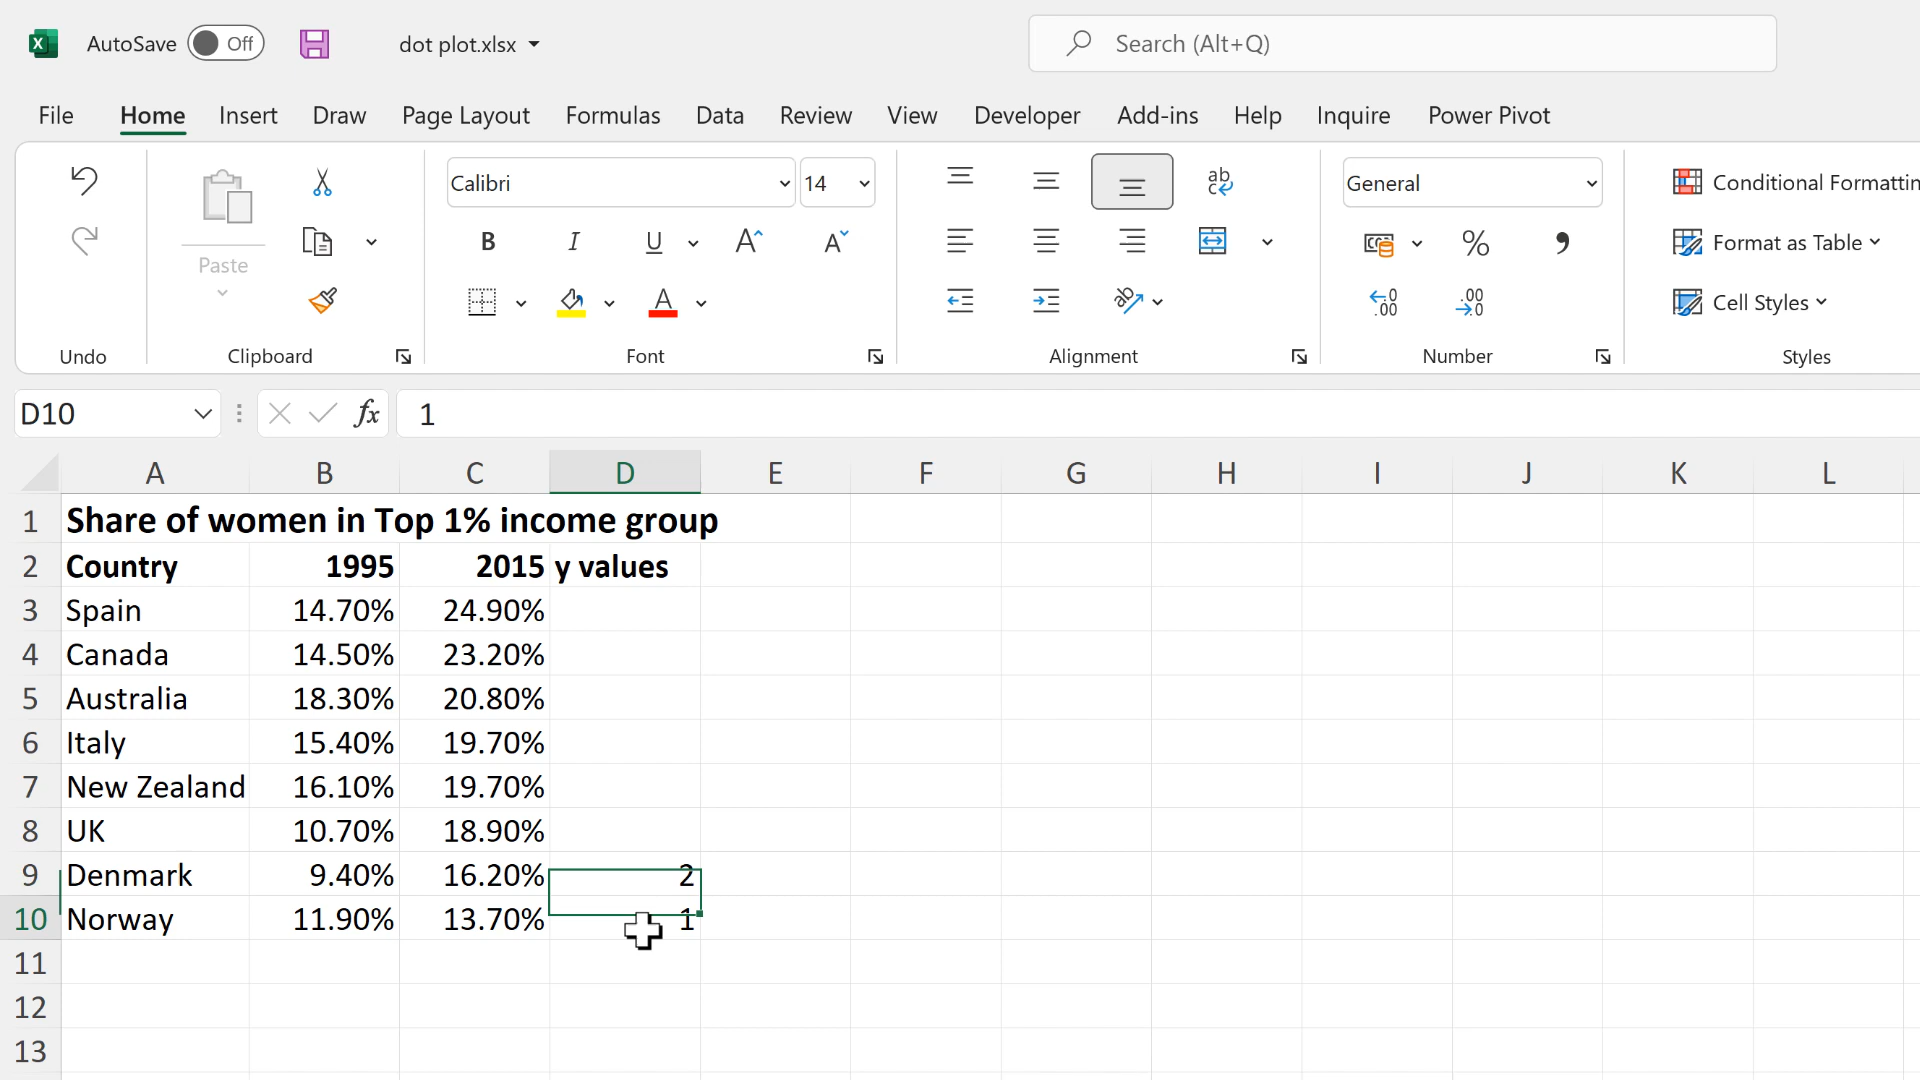 AutoSave Off dot plot.xlsx Search (Alt+Q)
File Home Insert Draw Page Layout Formulas Data Review View Developer Add-ins Help Inquire Power Pivot
Calibri 14 General Conditional Formattin
Paste B I U A A % Format as Table
A Cell Styles
Undo Clipboard Font Alignment Number Styles
D10 fx 1
A B C D E F G H I J K L
1 Share of women in Top 1% income group
2 Country 1995 2015 y values
3 Spain 14.70% 24.90%
4 Canada 14.50% 23.20%
5 Australia 18.30% 20.80%
6 Italy 15.40% 19.70%
7 New Zealand 16.10% 19.70%
8 UK 10.70% 18.90%
9 Denmark 9.40% 16.20% 2
10 Norway 11.90% 13.70% 1
11
12
13